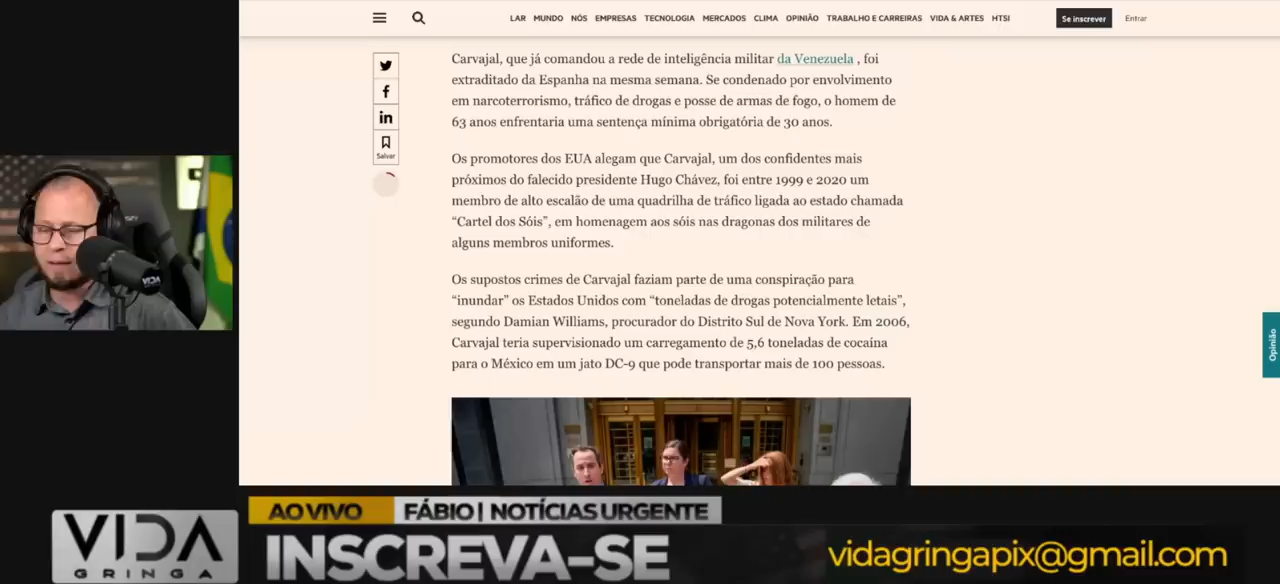 LAR MUNDO NÓS EMPRESAS TECNOLOGIA MERCADOS CLIMA OPINIÃO TRABALHO E CARREIRAS VIDA & ARTES HTSI
Se inscrever
Entrar
Salvar
Carvajal, que já comandou a rede de inteligência militar da Venezuela , foi
extraditado da Espanha na mesma semana. Se condenado por envolvimento
em narcoterrorismo, tráfico de drogas e posse de armas de fogo, o homem de
63 anos enfrentaria uma sentença mínima obrigatória de 30 anos.
Os promotores dos EUA alegam que Carvajal, um dos confidentes mais
próximos do falecido presidente Hugo Chávez, foi entre 1999 e 2020 um
membro de alto escalão de uma quadrilha de tráfico ligada ao estado chamada
“Cartel dos Sóis”, em homenagem aos sóis nas dragonas dos militares de
alguns membros uniformes.
Os supostos crimes de Carvajal faziam parte de uma conspiração para
“inundar” os Estados Unidos com “toneladas de drogas potencialmente letais”,
segundo Damian Williams, procurador do Distrito Sul de Nova York. Em 2006,
Carvajal teria supervisionado um carregamento de 5,6 toneladas de cocaína
para o México em um jato DC-9 que pode transportar mais de 100 pessoas.
Opinião
VIDA
AO VIVO
FÁBIO | NOTÍCIAS URGENTE
VIDA
GRINGA
INSCREVA-SE
vidagringapix@gmail.com